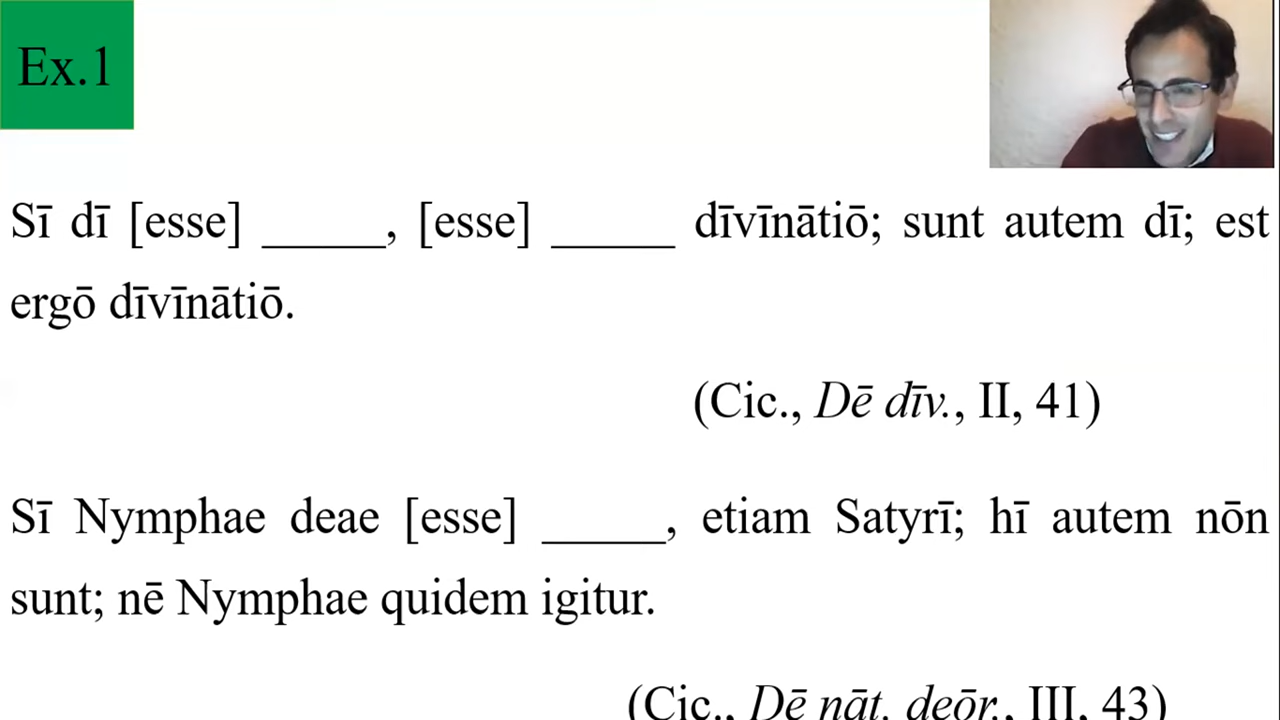 Ex.1
Sī dī [esse] _____, [esse] _____ dīvīnātiō; sunt autem dī; est
ergō dīvīnātiō.
(Cic., Dē dīv., II, 41)
Sī Nymphae deae [esse] _____, etiam Satyrī; hī autem nōn
sunt; nē Nymphae quidem igitur.
(Cic., Dē nāt. deōr., III, 43)